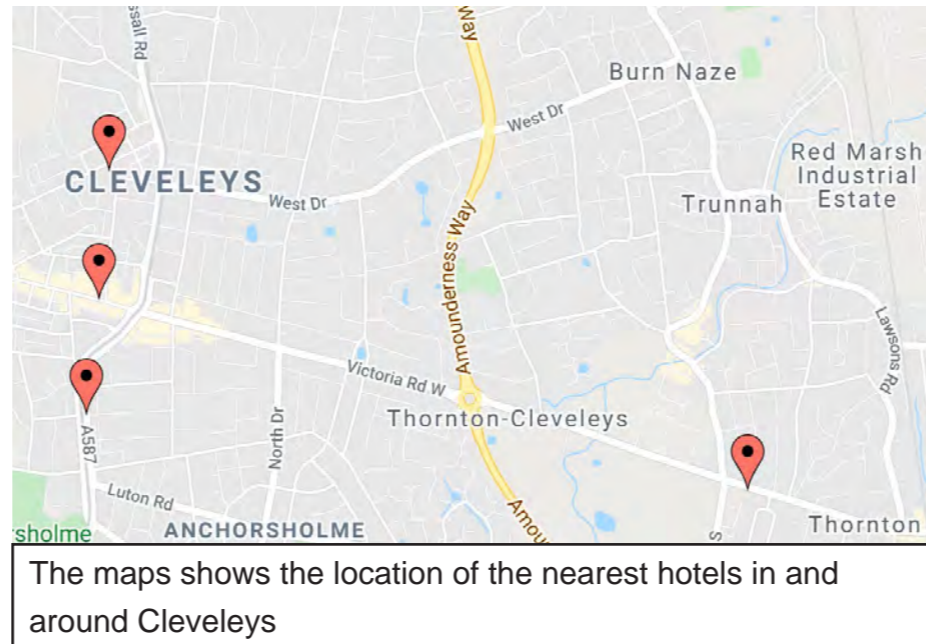 ssall Rd
Way
Burn Naze
West Dr
Red Marsh
Industrial
Estate
CLEVELEYS
West Dr
Trunnah
Amounderness Way
Lawsons Rd
Victoria Rd W
Thornton-Cleveleys
A587
North Dr
Luton Rd
Amou
S
Thornton
ANCHORSHOLME
sholme
The maps shows the location of the nearest hotels in and
around Cleveleys